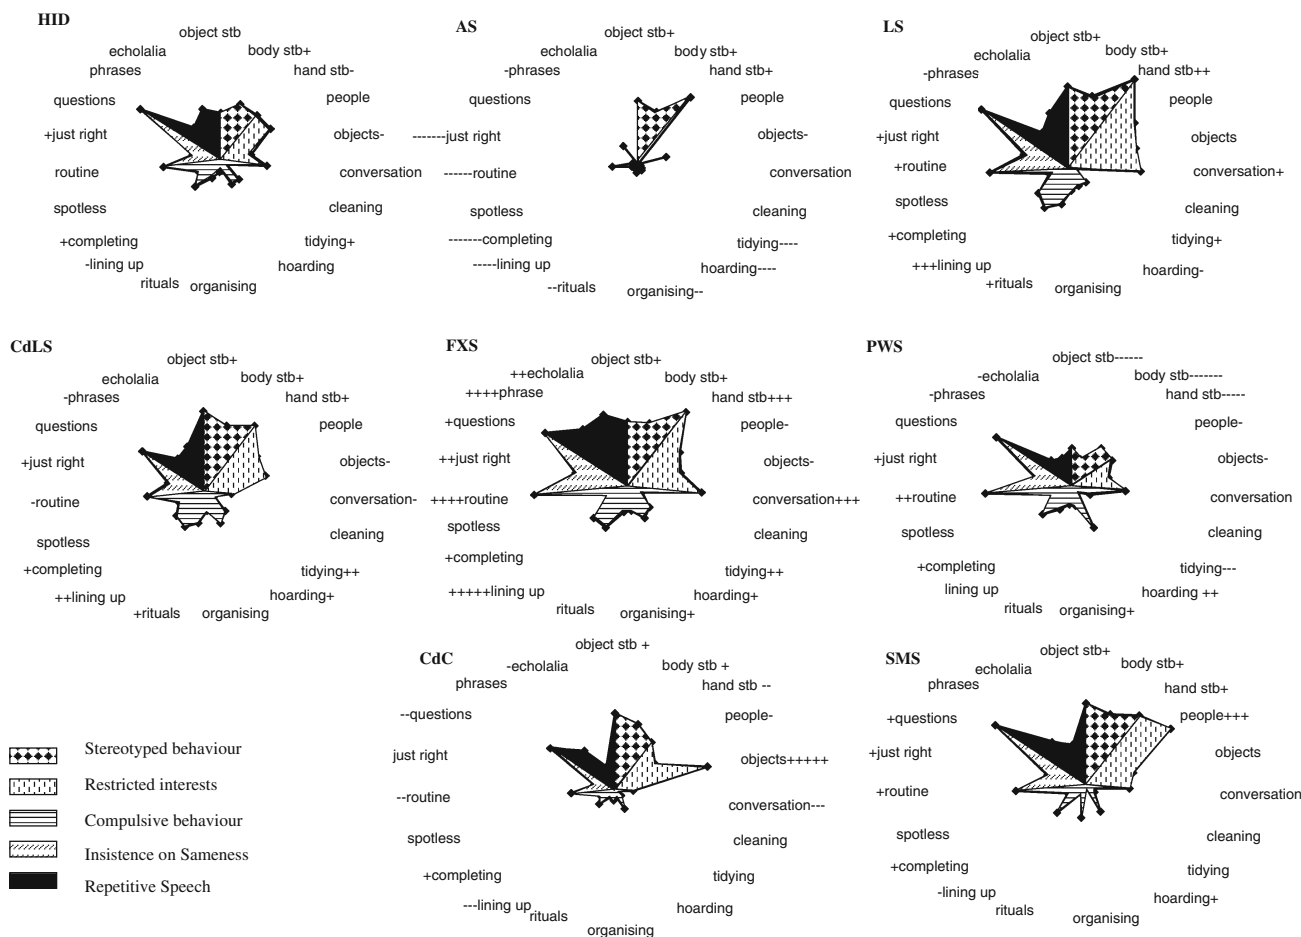 HID
object stb
echolalia
body stb+
phrases
hand stb-
questions
people
+just right
objects-
routine
conversation
spotless
cleaning
+completing
tidying+
-lining up
hoarding
rituals
organising
AS
object stb+
echolalia
body stb+
-phrases
hand stb+
questions
people
-------just right
objects-
------routine
conversation
spotless
cleaning
-------completing
tidying----
-----lining up
hoarding----
--rituals
organising--
LS
object stb+
echolalia
body stb+
-phrases
hand stb++
questions
people
+just right
objects
+routine
conversation+
spotless
cleaning
+completing
tidying+
+++lining up
hoarding-
+rituals
organising
CdLS
object stb+
echolalia
body stb+
-phrases
hand stb+
questions
people
+just right
objects-
-routine
conversation-
spotless
cleaning
+completing
tidying++
++lining up
hoarding+
+rituals
organising
FXS
object stb+
++echolalia
body stb+
++++phrase
hand stb+++
+questions
people-
++just right
objects-
++++routine
conversation+++
spotless
cleaning
+completing
tidying++
+++++lining up
hoarding+
rituals
organising+
PWS
object stb------
-echolalia
body stb-------
-phrases
hand stb-----
questions
people-
+just right
objects-
++routine
conversation
spotless
cleaning
+completing
tidying---
lining up
hoarding ++
rituals
organising+
CdC
object stb +
-echolalia
body stb +
phrases
hand stb --
--questions
people-
just right
objects+++++
--routine
conversation---
spotless
cleaning
+completing
tidying
---lining up
hoarding
rituals
organising
SMS
object stb+
echolalia
body stb+
phrases
hand stb+
+questions
people+++
+just right
objects
+routine
conversation
spotless
cleaning
+completing
tidying
-lining up
hoarding+
rituals
organising
Stereotyped behaviour
Restricted interests
Compulsive behaviour
Insistence on Sameness
Repetitive Speech